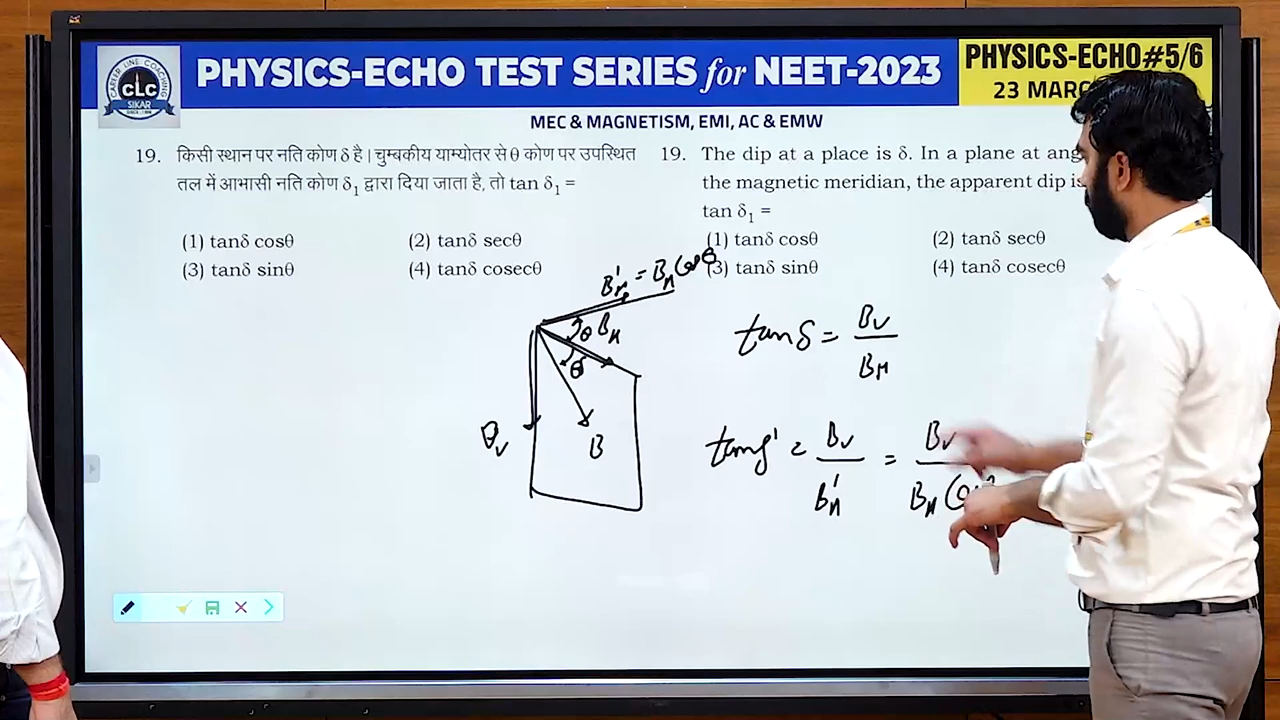 CAREER LINE COACHING
CLC
SIKAR
PHYSICS-ECHO TEST SERIES for NEET-2023
PHYSICS-ECHO#5/6
23 MARC
MEC & MAGNETISM, EMI, AC & EMW
19. किसी स्थान पर नति कोण δ है। चुम्बकीय याम्योतर से θ कोण पर उपस्थित
तल में आभासी नति कोण δ₁ द्वारा दिया जाता है, तो tan δ₁ =
(1) tanδ cosθ (2) tanδ secθ
(3) tanδ sinθ (4) tanδ cosecθ
19. The dip at a place is δ. In a plane at ang
the magnetic meridian, the apparent dip is
tan δ₁ =
(1) tanδ cosθ (2) tanδ secθ
(3) tanδ sinθ (4) tanδ cosecθ
B'H = BH Cosθ
θ BH
B
Bv
tanδ = Bv / BH
tanδ' = Bv / B'H = Bv / BH